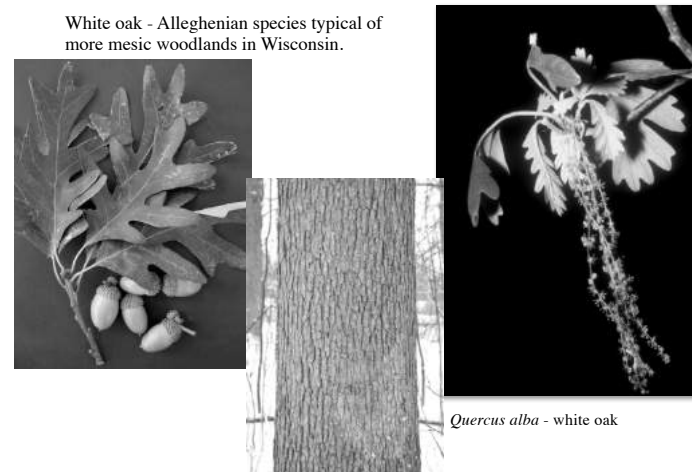 White oak - Alleghenian species typical of
more mesic woodlands in Wisconsin.
Quercus alba - white oak